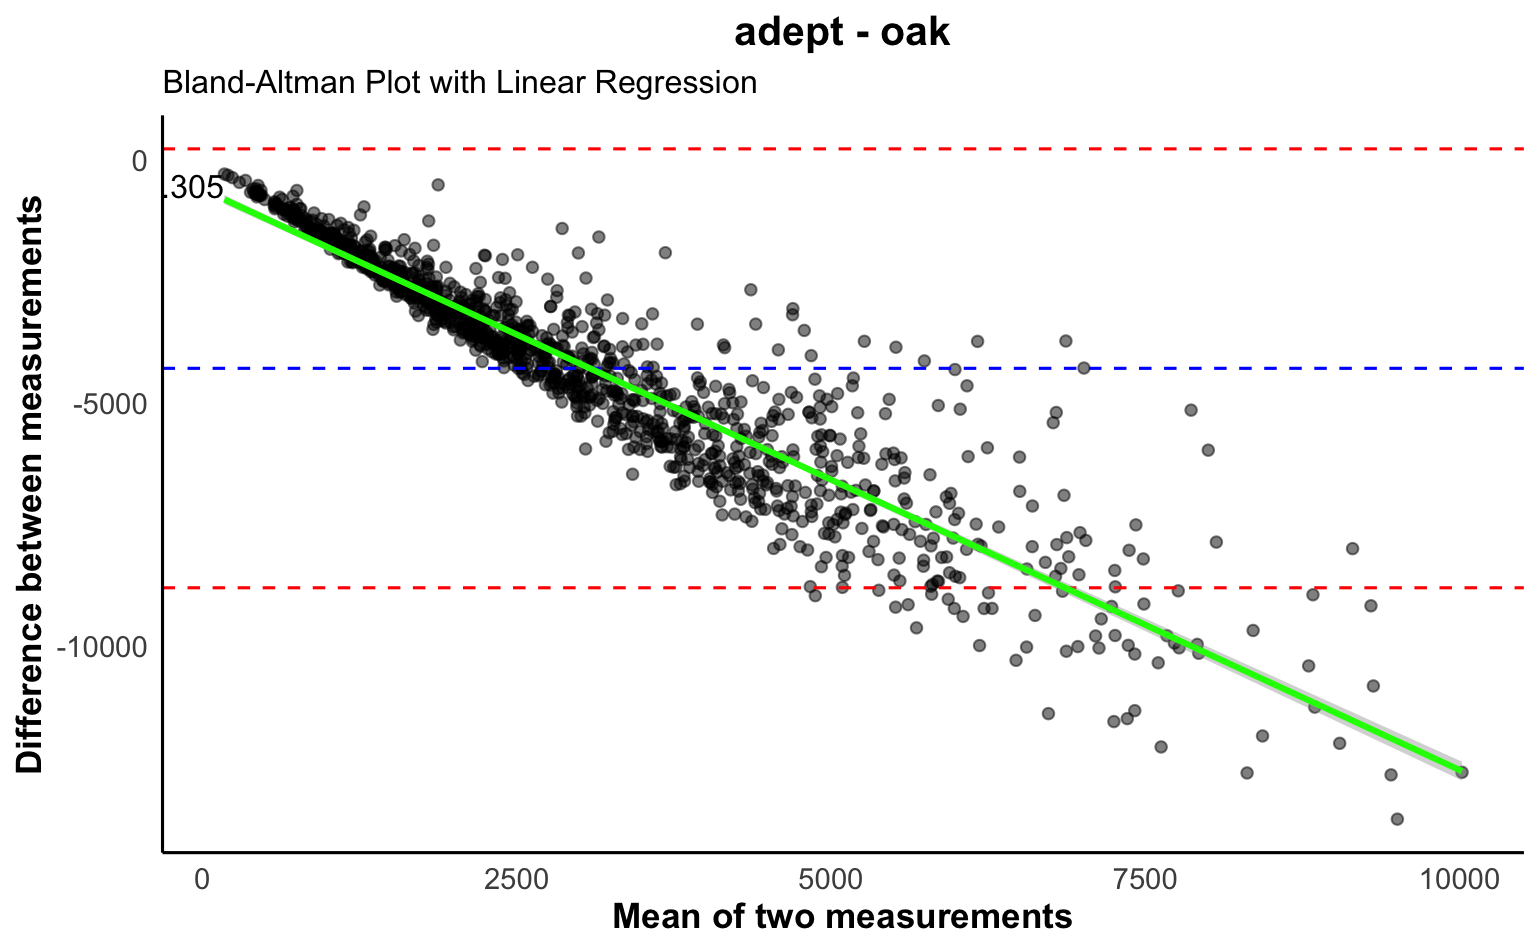 adept - oak
Bland-Altman Plot with Linear Regression
Difference between measurements
0
-5000
-10000
.305
0 2500 5000 7500 10000
Mean of two measurements